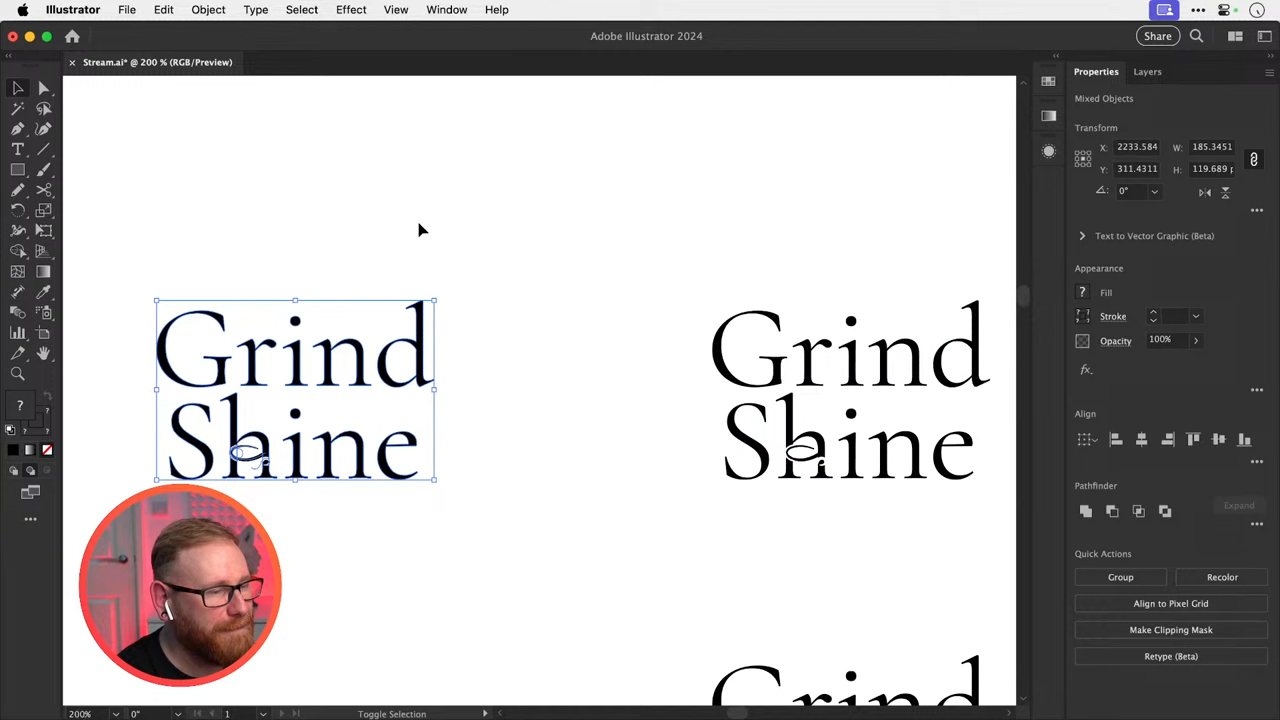 Illustrator File Edit Object Type Select Effect View Window Help
Adobe Illustrator 2024
Share
× Stream.ai* @ 200 % (RGB/Preview)
Properties Layers
Mixed Objects
Transform
X: 2233.584 W: 185.3451
Y: 311.4311 H: 119.689 p
0°
Text to Vector Graphic (Beta)
Appearance
? Fill
Stroke
Opacity 100%
fx.
Align
Pathfinder
Expand
Quick Actions
Group Recolor
Align to Pixel Grid
Make Clipping Mask
Retype (Beta)
Grind
Shine
Grind
Shine
Grind
200% 0° 1 Toggle Selection